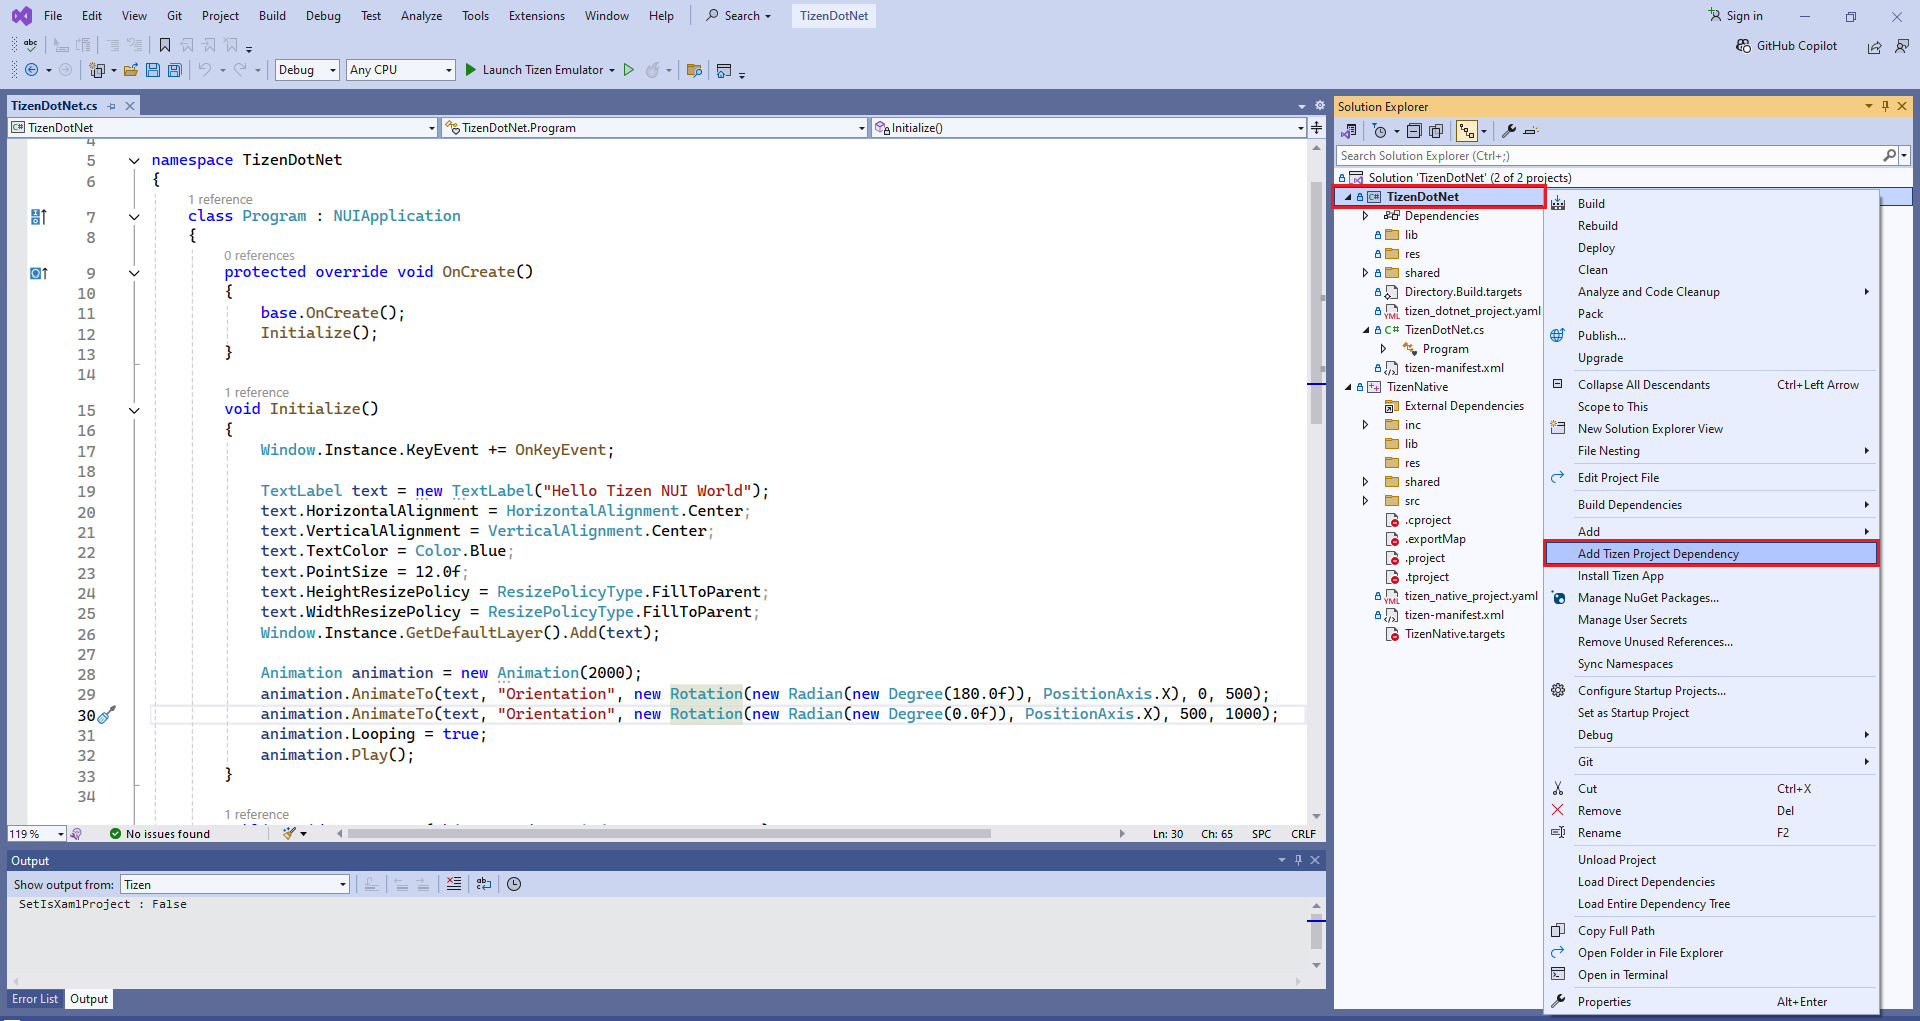 File Edit View Git Project Build Debug Test Analyze Tools Extensions Window Help Search TizenDotNet Sign in
abc GitHub Copilot
Debug Any CPU Launch Tizen Emulator
TizenDotNet.cs
TizenDotNet TizenDotNet.Program Initialize()
4
5 namespace TizenDotNet
6 {
1 reference
7 class Program : NUIApplication
8 {
0 references
9 protected override void OnCreate()
10 {
11 base.OnCreate();
12 Initialize();
13 }
14
1 reference
15 void Initialize()
16 {
17 Window.Instance.KeyEvent += OnKeyEvent;
18
19 TextLabel text = new TextLabel("Hello Tizen NUI World");
20 text.HorizontalAlignment = HorizontalAlignment.Center;
21 text.VerticalAlignment = VerticalAlignment.Center;
22 text.TextColor = Color.Blue;
23 text.PointSize = 12.0f;
24 text.HeightResizePolicy = ResizePolicyType.FillToParent;
25 text.WidthResizePolicy = ResizePolicyType.FillToParent;
26 Window.Instance.GetDefaultLayer().Add(text);
27
28 Animation animation = new Animation(2000);
29 animation.AnimateTo(text, "Orientation", new Rotation(new Radian(new Degree(180.0f)), PositionAxis.X), 0, 500);
30 animation.AnimateTo(text, "Orientation", new Rotation(new Radian(new Degree(0.0f)), PositionAxis.X), 500, 1000);
31 animation.Looping = true;
32 animation.Play();
33 }
34
1 reference
119 % No issues found Ln: 30 Ch: 65 SPC CRLF
Output
Show output from: Tizen
SetIsXamlProject : False
Error List Output
Solution Explorer
Search Solution Explorer (Ctrl+;)
Solution 'TizenDotNet' (2 of 2 projects)
C# TizenDotNet
Dependencies
lib
res
shared
Directory.Build.targets
YML tizen_dotnet_project.yaml
C# TizenDotNet.cs
Program
tizen-manifest.xml
TizenNative
External Dependencies
inc
lib
res
shared
src
.cproject
.exportMap
.project
.tproject
YML tizen_native_project.yaml
tizen-manifest.xml
TizenNative.targets
Build
Rebuild
Deploy
Clean
Analyze and Code Cleanup
Pack
Publish...
Upgrade
Collapse All Descendants Ctrl+Left Arrow
Scope to This
New Solution Explorer View
File Nesting
Edit Project File
Build Dependencies
Add
Add Tizen Project Dependency
Install Tizen App
Manage NuGet Packages...
Manage User Secrets
Remove Unused References...
Sync Namespaces
Configure Startup Projects...
Set as Startup Project
Debug
Git
Cut Ctrl+X
Remove Del
Rename F2
Unload Project
Load Direct Dependencies
Load Entire Dependency Tree
Copy Full Path
Open Folder in File Explorer
Open in Terminal
Properties Alt+Enter